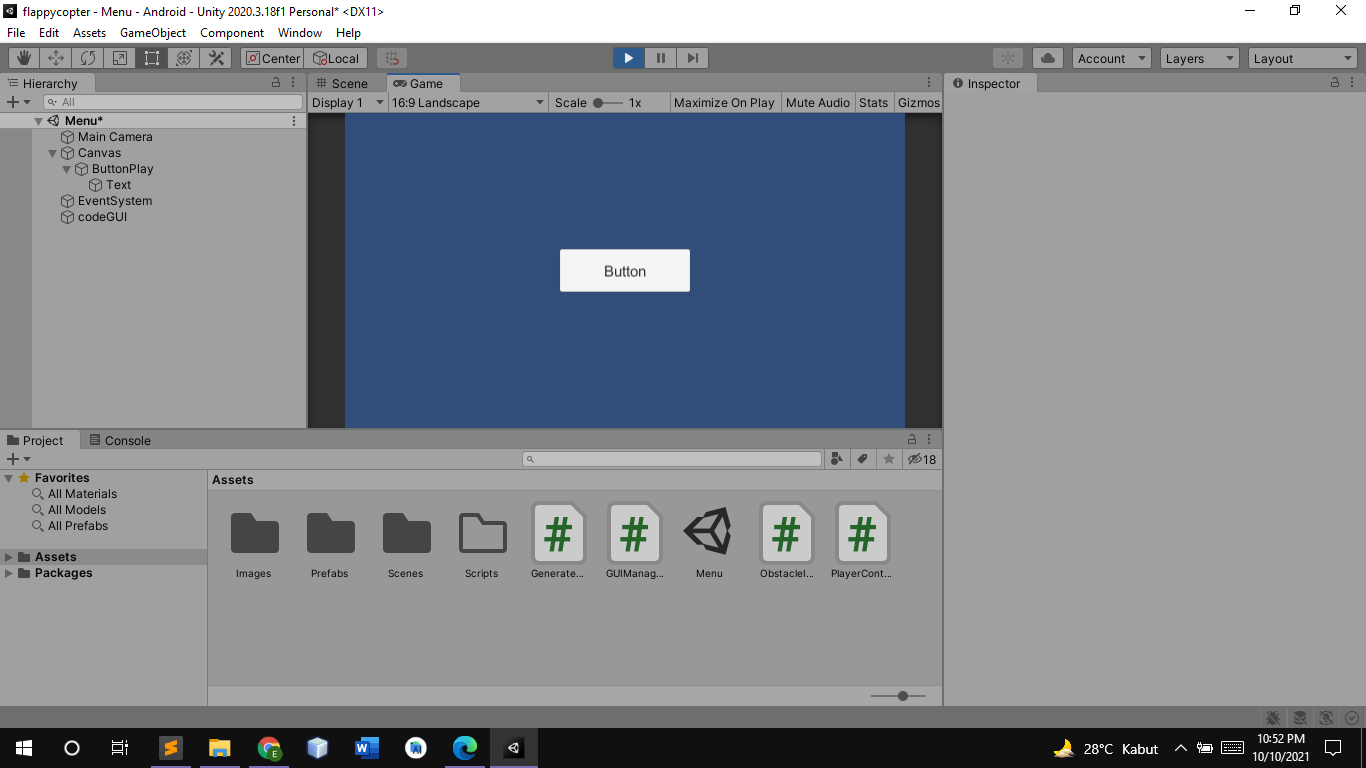 flappycopter - Menu - Android - Unity 2020.3.18f1 Personal* <DX11>
File Edit Assets GameObject Component Window Help
Center Local Account Layers Layout
Hierarchy
All
Menu*
Main Camera
Canvas
ButtonPlay
Text
EventSystem
codeGUI
Scene Game
Display 1 16:9 Landscape Scale 1x Maximize On Play Mute Audio Stats Gizmos
Button
Inspector
Project Console
18
Favorites
All Materials
All Models
All Prefabs
Assets
Packages
Assets
Images Prefabs Scenes Scripts Generate... GUIManag... Menu ObstacleI... PlayerCont...
28°C Kabut
10:52 PM
10/10/2021